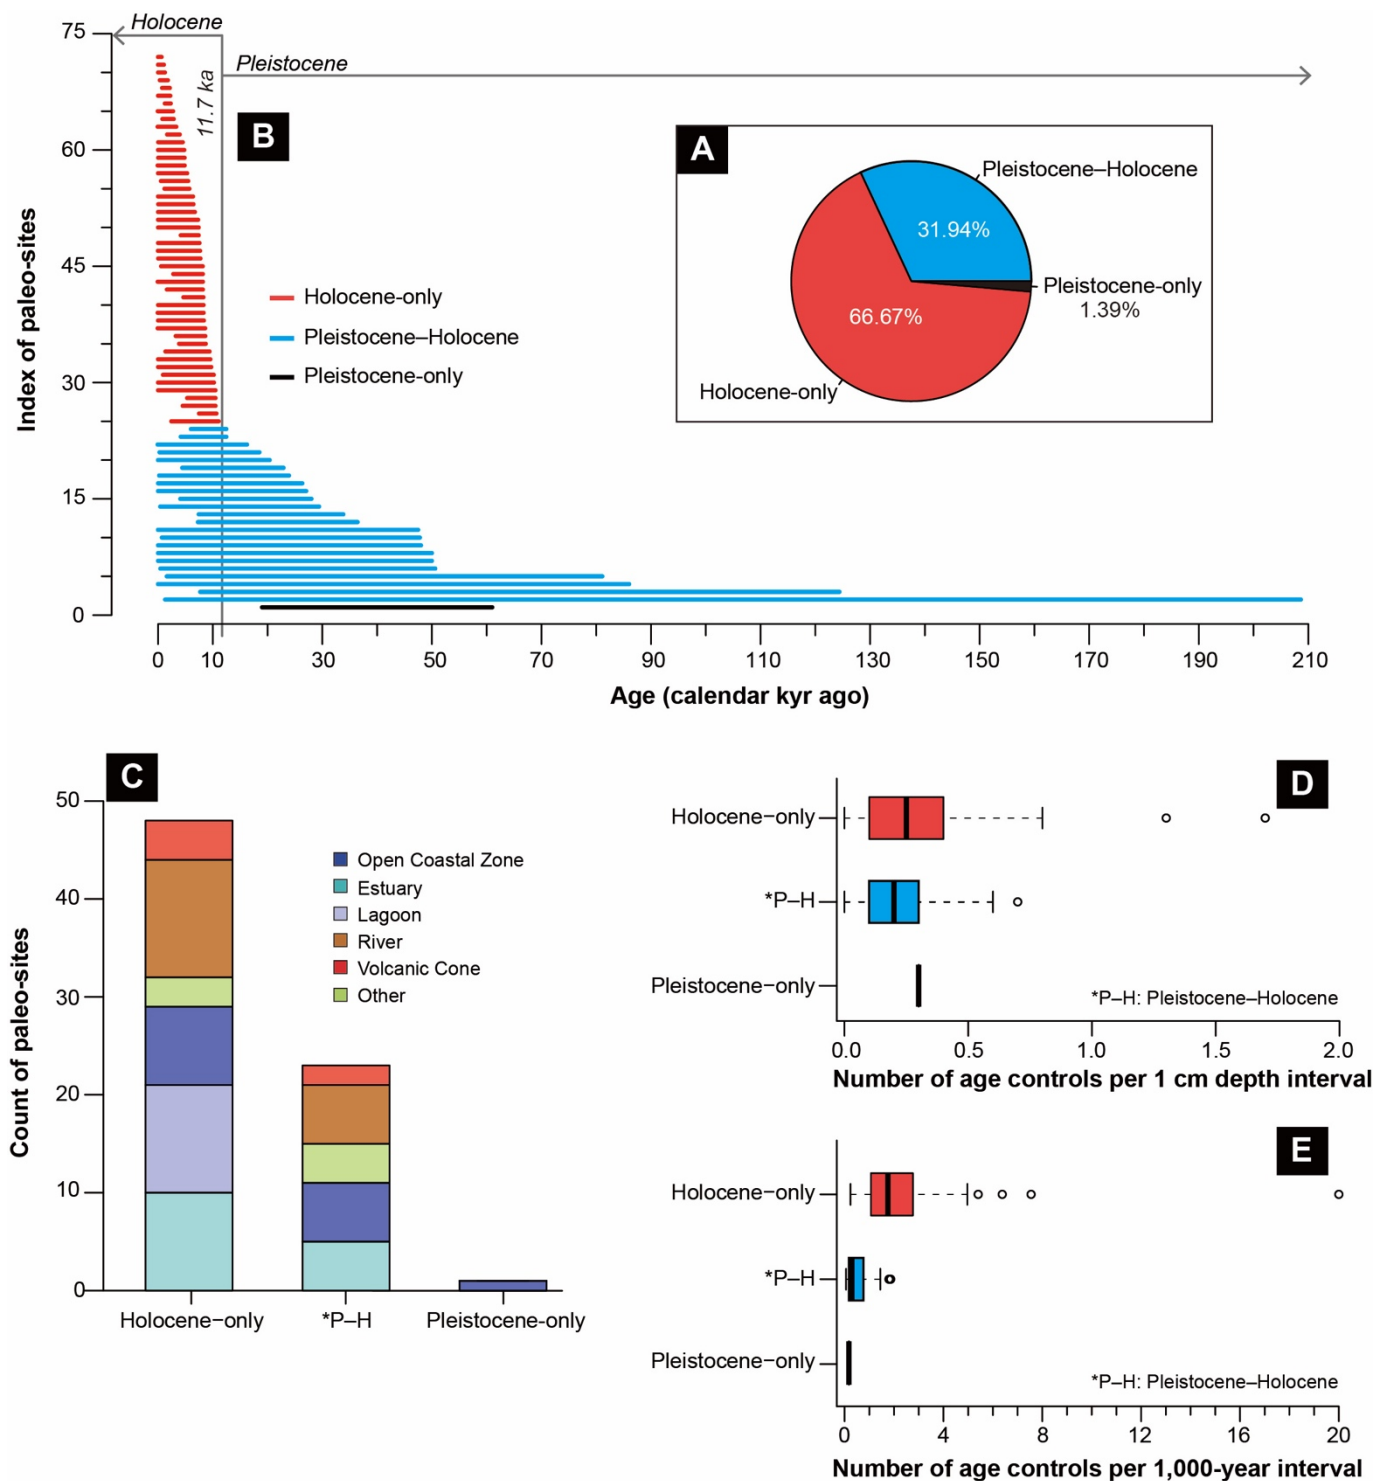 Holocene
Pleistocene
11.7 ka
B
A
Pleistocene–Holocene
31.94%
Pleistocene-only
1.39%
66.67%
Holocene-only
Holocene-only
Pleistocene–Holocene
Pleistocene-only
75
60
45
30
15
0
Index of paleo-sites
0 10 30 50 70 90 110 130 150 170 190 210
Age (calendar kyr ago)
C
50
40
30
20
10
0
Count of paleo-sites
Open Coastal Zone
Estuary
Lagoon
River
Volcanic Cone
Other
Holocene−only *P–H Pleistocene-only
D
Holocene−only
*P–H
Pleistocene−only
*P–H: Pleistocene–Holocene
0.0 0.5 1.0 1.5 2.0
Number of age controls per 1 cm depth interval
E
Holocene−only
*P–H
Pleistocene−only
*P–H: Pleistocene–Holocene
0 4 8 12 16 20
Number of age controls per 1,000-year interval